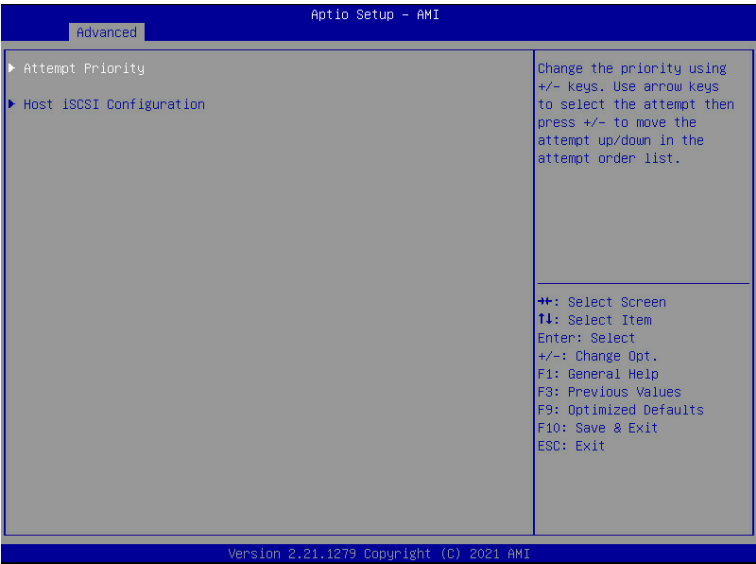 Aptio Setup – AMI
Advanced
▶ Attempt Priority
▶ Host iSCSI Configuration
Change the priority using
+/- keys. Use arrow keys
to select the attempt then
press +/- to move the
attempt up/down in the
attempt order list.
→←: Select Screen
↑↓: Select Item
Enter: Select
+/-: Change Opt.
F1: General Help
F3: Previous Values
F9: Optimized Defaults
F10: Save & Exit
ESC: Exit
Version 2.21.1279 Copyright (C) 2021 AMI